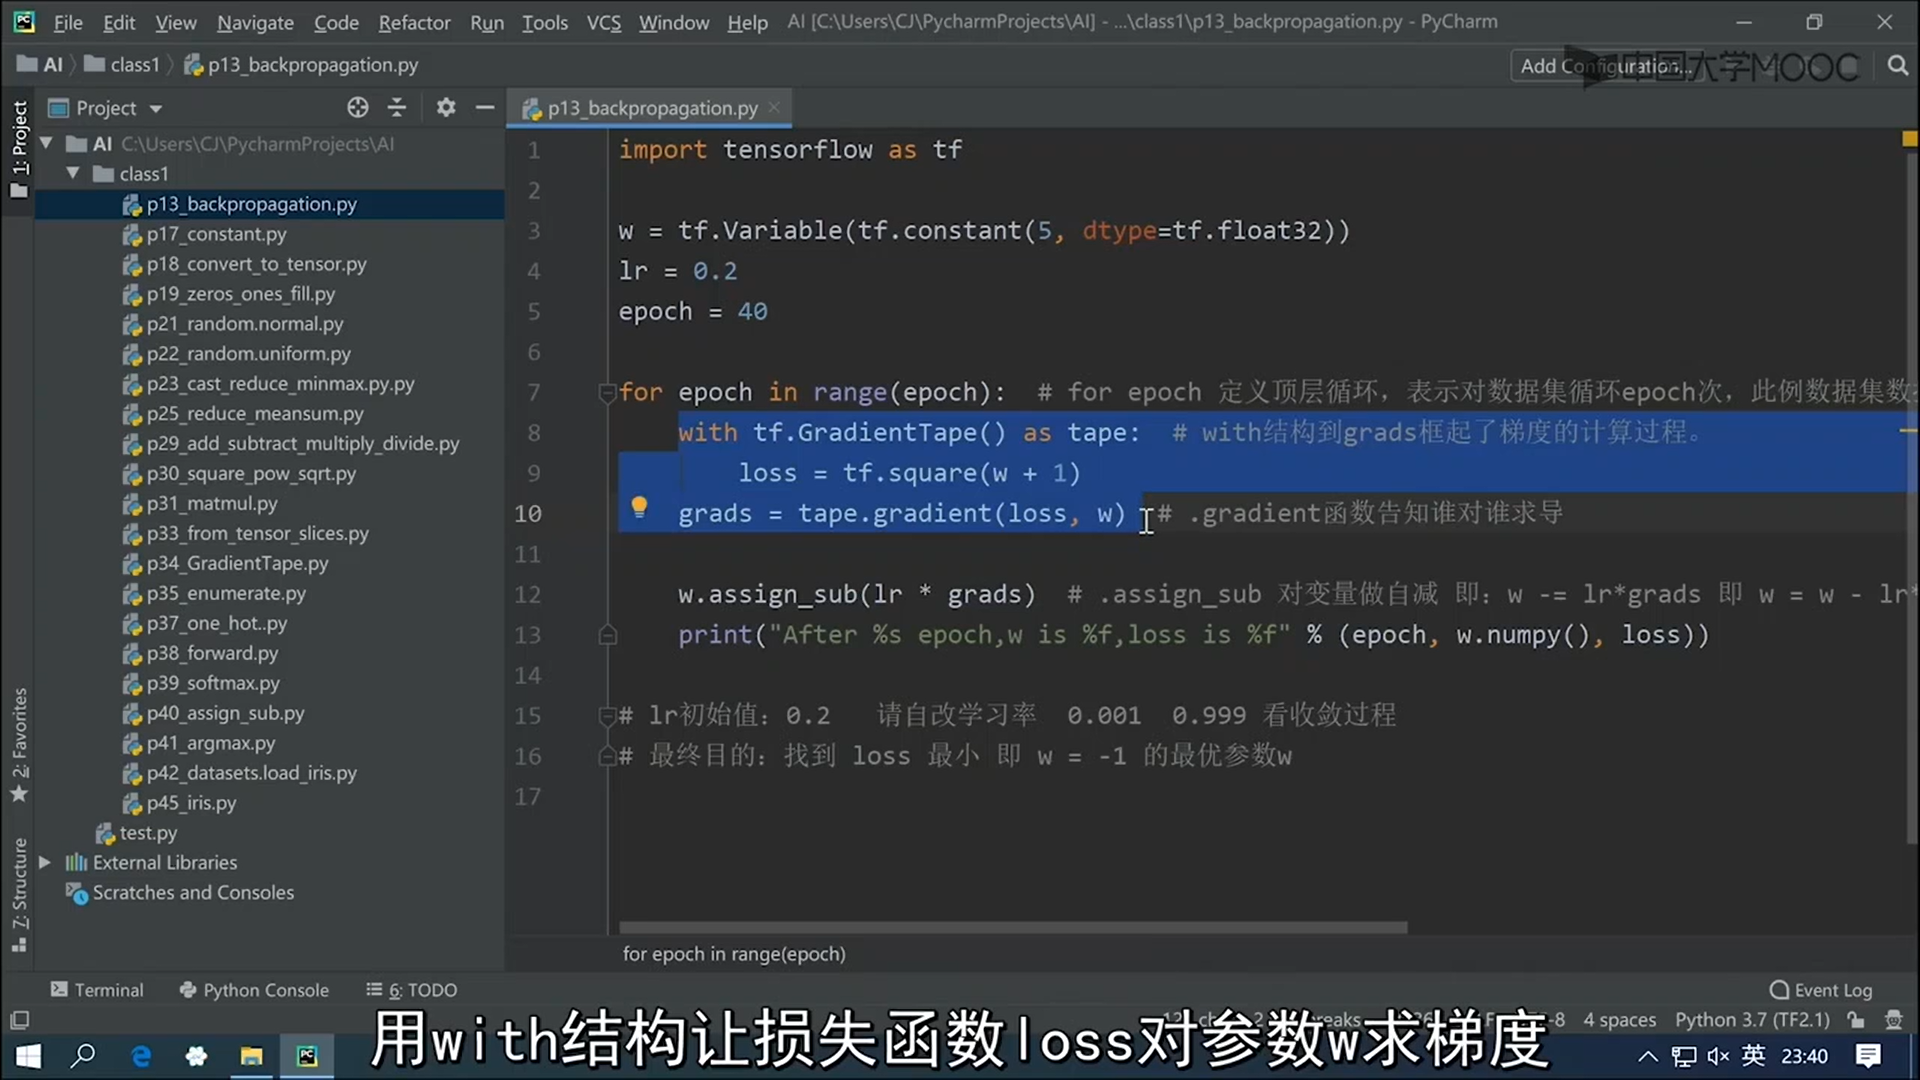 File Edit View Navigate Code Refactor Run Tools VCS Window Help AI [C:\Users\CJ\PycharmProjects\AI] - ...\class1\p13_backpropagation.py - PyCharm
AI class1 p13_backpropagation.py Add Configuration... 中国大学MOOC
1: Project
Project
p13_backpropagation.py
AI C:\Users\CJ\PycharmProjects\AI
class1
p13_backpropagation.py
p17_constant.py
p18_convert_to_tensor.py
p19_zeros_ones_fill.py
p21_random.normal.py
p22_random.uniform.py
p23_cast_reduce_minmax.py.py
p25_reduce_meansum.py
p29_add_subtract_multiply_divide.py
p30_square_pow_sqrt.py
p31_matmul.py
p33_from_tensor_slices.py
p34_GradientTape.py
p35_enumerate.py
p37_one_hot..py
p38_forward.py
p39_softmax.py
p40_assign_sub.py
p41_argmax.py
p42_datasets.load_iris.py
p45_iris.py
test.py
External Libraries
Scratches and Consoles
2: Favorites
7: Structure
1 import tensorflow as tf
2
3 w = tf.Variable(tf.constant(5, dtype=tf.float32))
4 lr = 0.2
5 epoch = 40
6
7 for epoch in range(epoch): # for epoch 定义顶层循环，表示对数据集循环epoch次，此例数据集数
8 with tf.GradientTape() as tape: # with结构到grads框起了梯度的计算过程。
9 loss = tf.square(w + 1)
10 grads = tape.gradient(loss, w) # .gradient函数告知谁对谁求导
11
12 w.assign_sub(lr * grads) # .assign_sub 对变量做自减 即：w -= lr*grads 即 w = w - lr*
13 print("After %s epoch,w is %f,loss is %f" % (epoch, w.numpy(), loss))
14
15 # lr初始值：0.2 请自改学习率 0.001 0.999 看收敛过程
16 # 最终目的：找到 loss 最小 即 w = -1 的最优参数w
17
for epoch in range(epoch)
Terminal Python Console 6: TODO Event Log
4 spaces Python 3.7 (TF2.1)
用with结构让损失函数loss对参数w求梯度
英 23:40